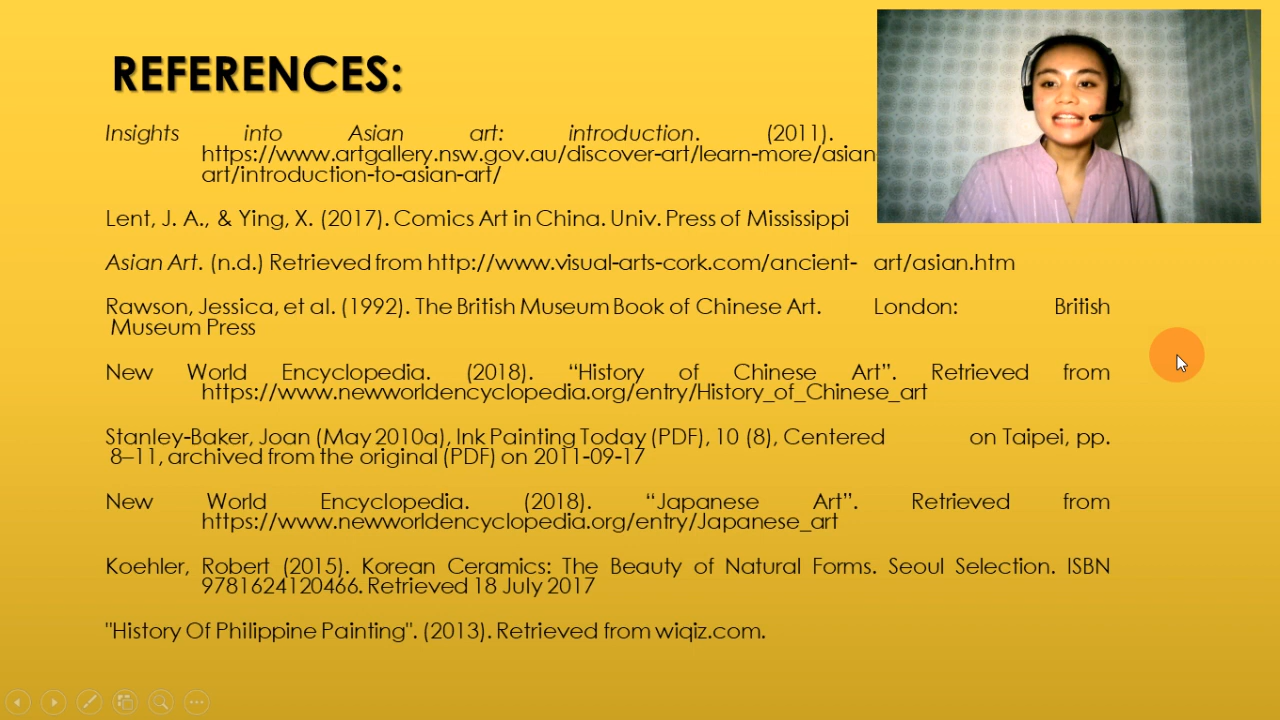 REFERENCES:
Insights into Asian art: introduction. (2011).
https://www.artgallery.nsw.gov.au/discover-art/learn-more/asian
art/introduction-to-asian-art/
Lent, J. A., & Ying, X. (2017). Comics Art in China. Univ. Press of Mississippi
Asian Art. (n.d.) Retrieved from http://www.visual-arts-cork.com/ancient- art/asian.htm
Rawson, Jessica, et al. (1992). The British Museum Book of Chinese Art. London: British
Museum Press
New World Encyclopedia. (2018). “History of Chinese Art”. Retrieved from
https://www.newworldencyclopedia.org/entry/History_of_Chinese_art
Stanley-Baker, Joan (May 2010a), Ink Painting Today (PDF), 10 (8), Centered on Taipei, pp.
8–11, archived from the original (PDF) on 2011-09-17
New World Encyclopedia. (2018). “Japanese Art”. Retrieved from
https://www.newworldencyclopedia.org/entry/Japanese_art
Koehler, Robert (2015). Korean Ceramics: The Beauty of Natural Forms. Seoul Selection. ISBN
9781624120466. Retrieved 18 July 2017
"History Of Philippine Painting". (2013). Retrieved from wiqiz.com.